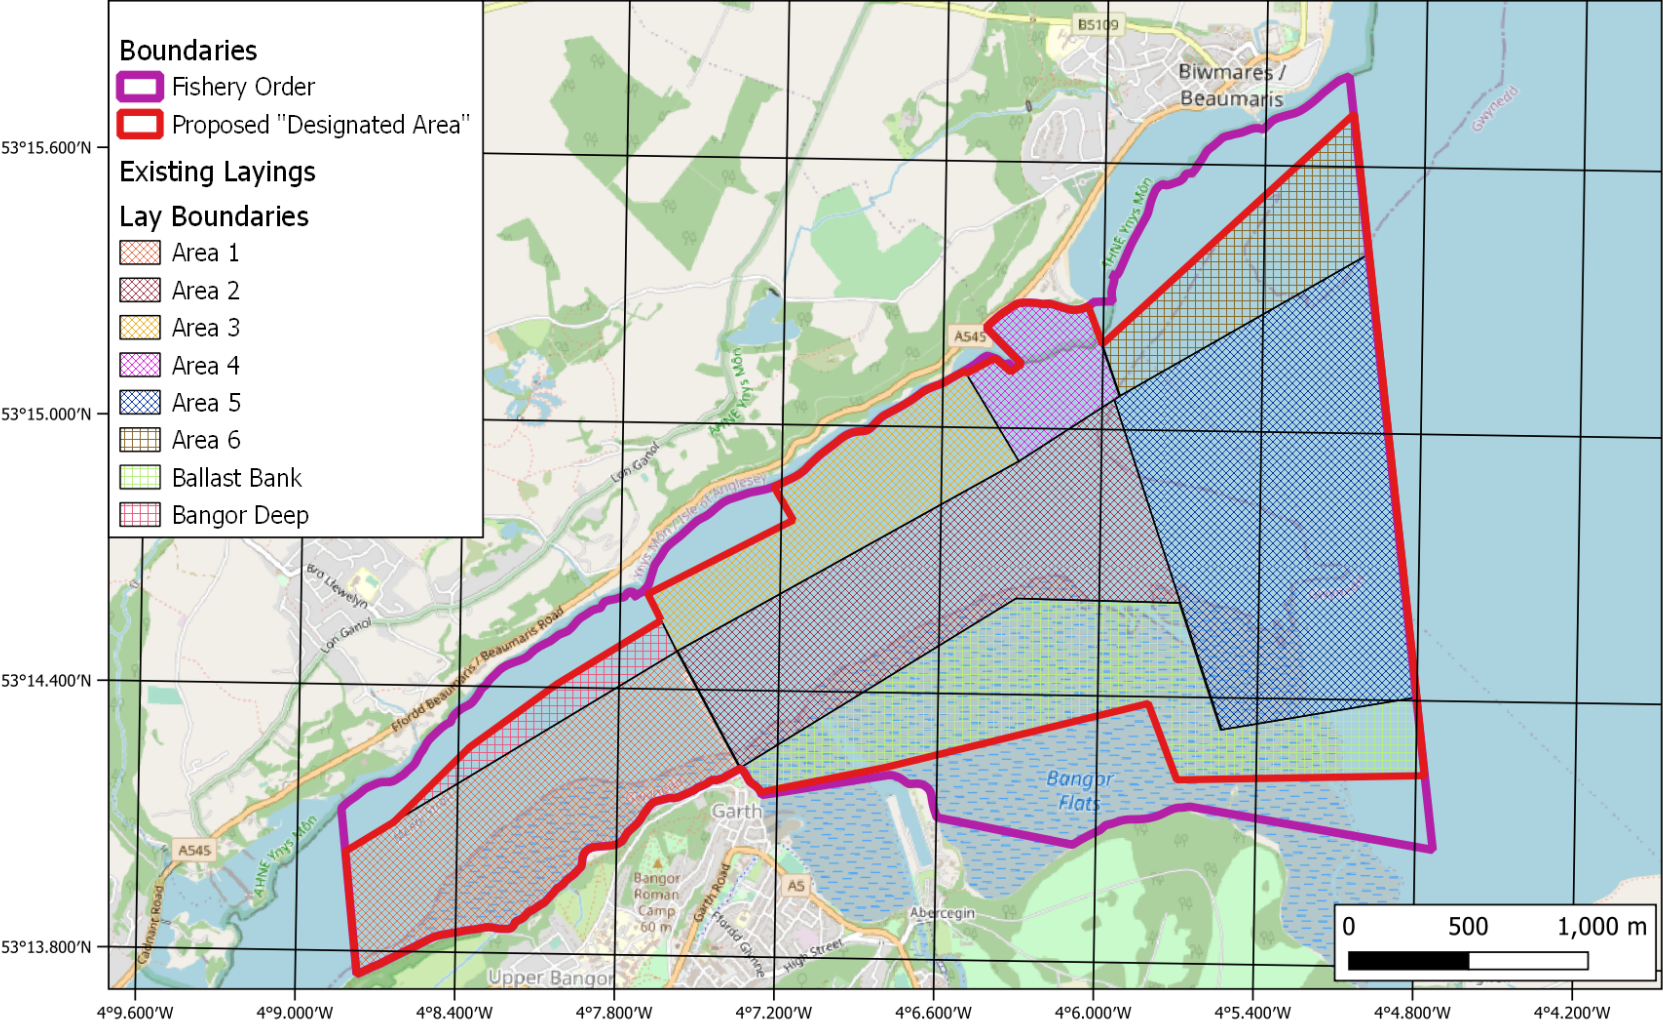 Boundaries
Fishery Order
Proposed "Designated Area"
Existing Layings
Lay Boundaries
Area 1
Area 2
Area 3
Area 4
Area 5
Area 6
Ballast Bank
Bangor Deep
B5109
Biwmares /
Beaumaris
Gwynedd
AHNE Ynys Môn
A545
AHNE Ynys Môn
Lon Ganol
Ynys Môn / Isle of Anglesey
Bro Llewelyn
Lon Ganol
Ffordd Beaumaris / Beaumaris Road
Bangor
Flats
Garth
A545
AHNE Ynys Môn
Cadnant Road
Bangor
Roman
Camp
60 m
Garth Road
A5
Ffordd Glynne
High Street
Abercegin
Upper Bangor
0 500 1,000 m
53°15.600′N
53°15.000′N
53°14.400′N
53°13.800′N
4°9.600′W 4°9.000′W 4°8.400′W 4°7.800′W 4°7.200′W 4°6.600′W 4°6.000′W 4°5.400′W 4°4.800′W 4°4.200′W